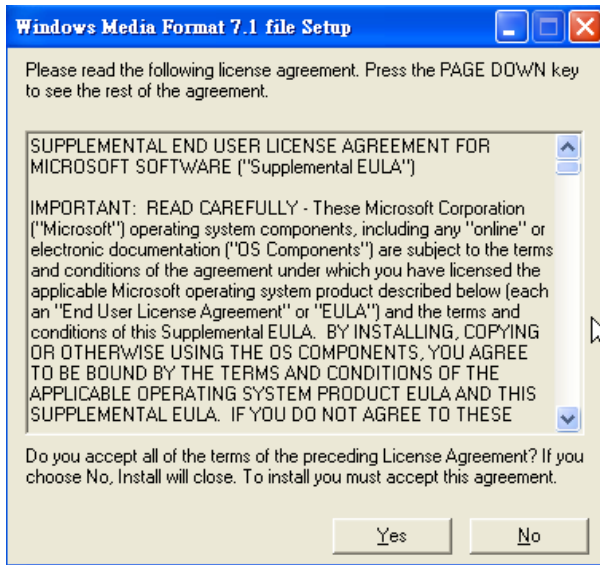 Windows Media Format 7.1 file Setup
Please read the following license agreement. Press the PAGE DOWN key
to see the rest of the agreement.
SUPPLEMENTAL END USER LICENSE AGREEMENT FOR
MICROSOFT SOFTWARE ("Supplemental EULA")
IMPORTANT:  READ CAREFULLY - These Microsoft Corporation
("Microsoft") operating system components, including any "online" or
electronic documentation ("OS Components") are subject to the terms
and conditions of the agreement under which you have licensed the
applicable Microsoft operating system product described below (each
an "End User License Agreement" or "EULA") and the terms and
conditions of this Supplemental EULA.  BY INSTALLING, COPYING
OR OTHERWISE USING THE OS COMPONENTS, YOU AGREE
TO BE BOUND BY THE TERMS AND CONDITIONS OF THE
APPLICABLE OPERATING SYSTEM PRODUCT EULA AND THIS
SUPPLEMENTAL EULA.  IF YOU DO NOT AGREE TO THESE
Do you accept all of the terms of the preceding License Agreement? If you
choose No, Install will close. To install you must accept this agreement.
Yes
No